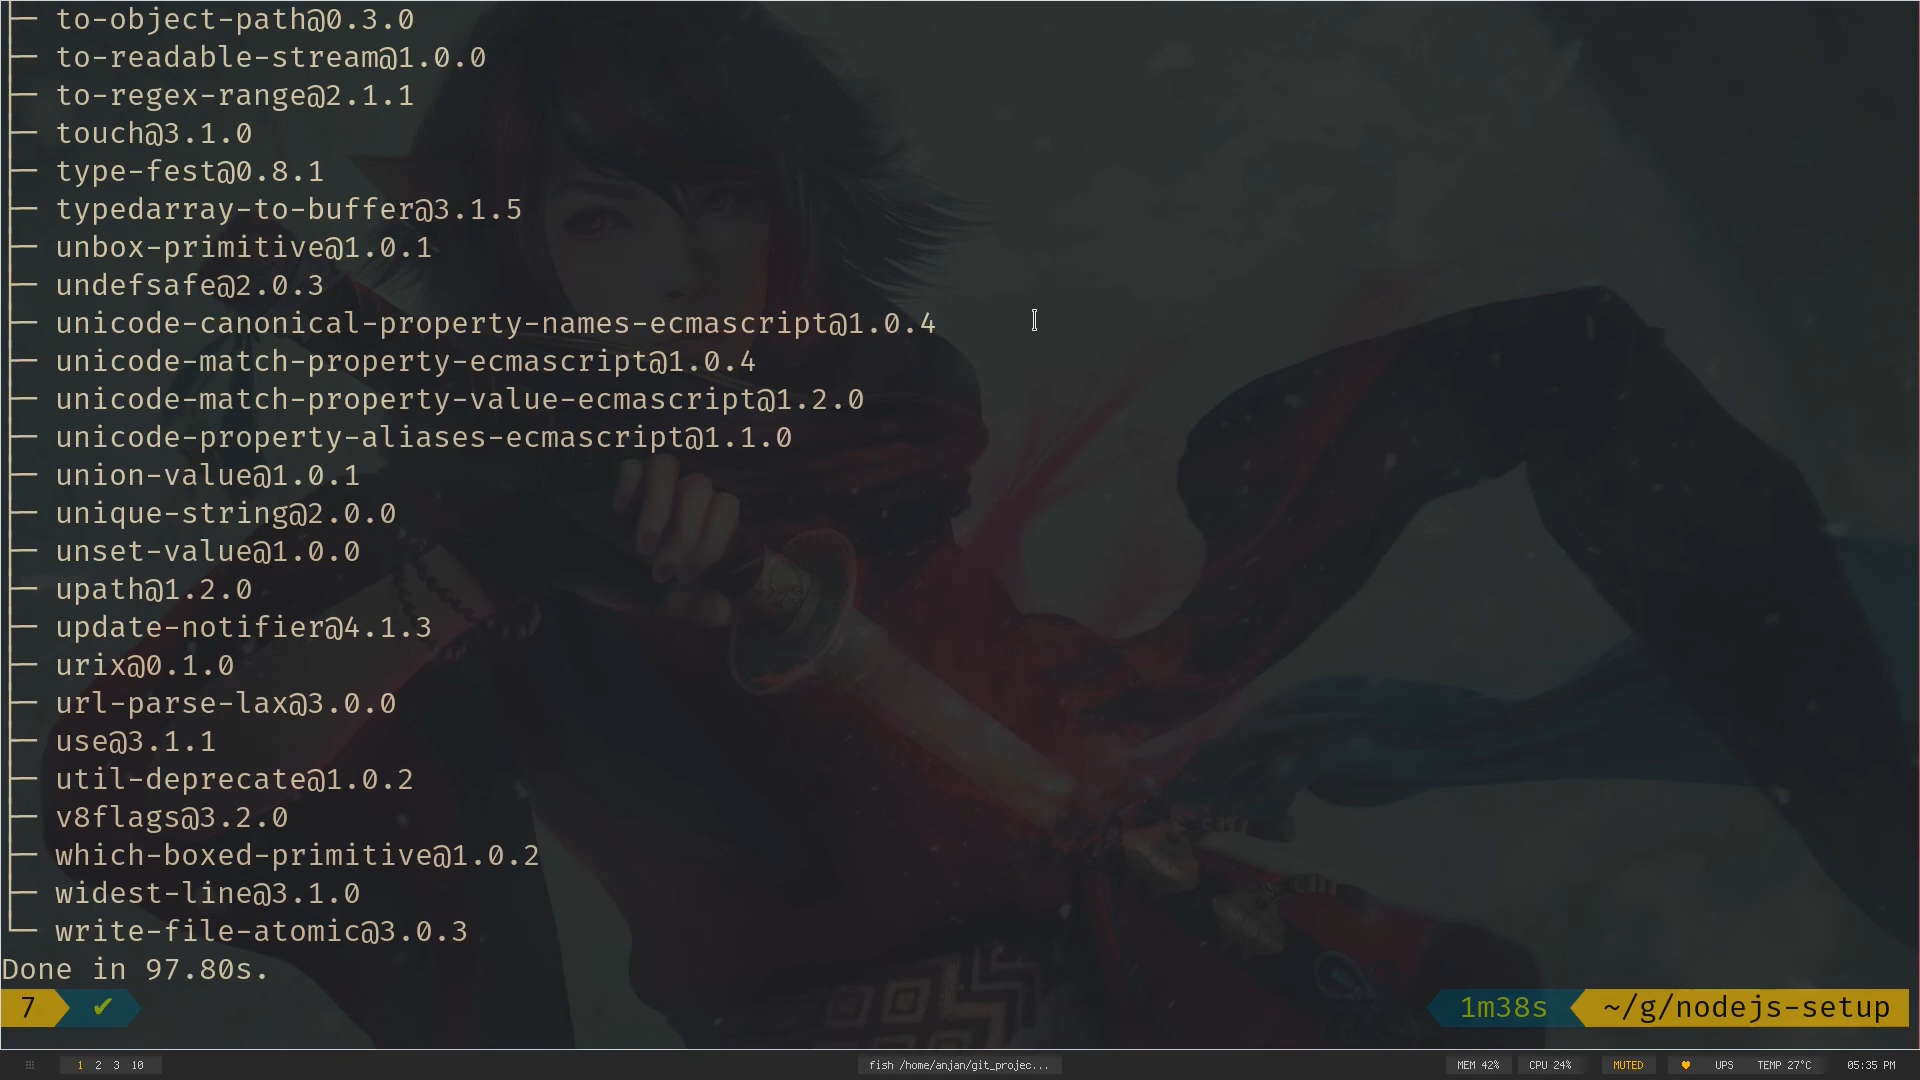 ├─ to-object-path@0.3.0
├─ to-readable-stream@1.0.0
├─ to-regex-range@2.1.1
├─ touch@3.1.0
├─ type-fest@0.8.1
├─ typedarray-to-buffer@3.1.5
├─ unbox-primitive@1.0.1
├─ undefsafe@2.0.3
├─ unicode-canonical-property-names-ecmascript@1.0.4
├─ unicode-match-property-ecmascript@1.0.4
├─ unicode-match-property-value-ecmascript@1.2.0
├─ unicode-property-aliases-ecmascript@1.1.0
├─ union-value@1.0.1
├─ unique-string@2.0.0
├─ unset-value@1.0.0
├─ upath@1.2.0
├─ update-notifier@4.1.3
├─ urix@0.1.0
├─ url-parse-lax@3.0.0
├─ use@3.1.1
├─ util-deprecate@1.0.2
├─ v8flags@3.2.0
├─ which-boxed-primitive@1.0.2
├─ widest-line@3.1.0
└─ write-file-atomic@3.0.3
Done in 97.80s.
7 ✔ 1m38s ~/g/nodejs-setup
1 2 3 10 fish /home/anjan/git_projec... MEM 42% CPU 24% MUTED ♥ UPS TEMP 27°C 05:35 PM